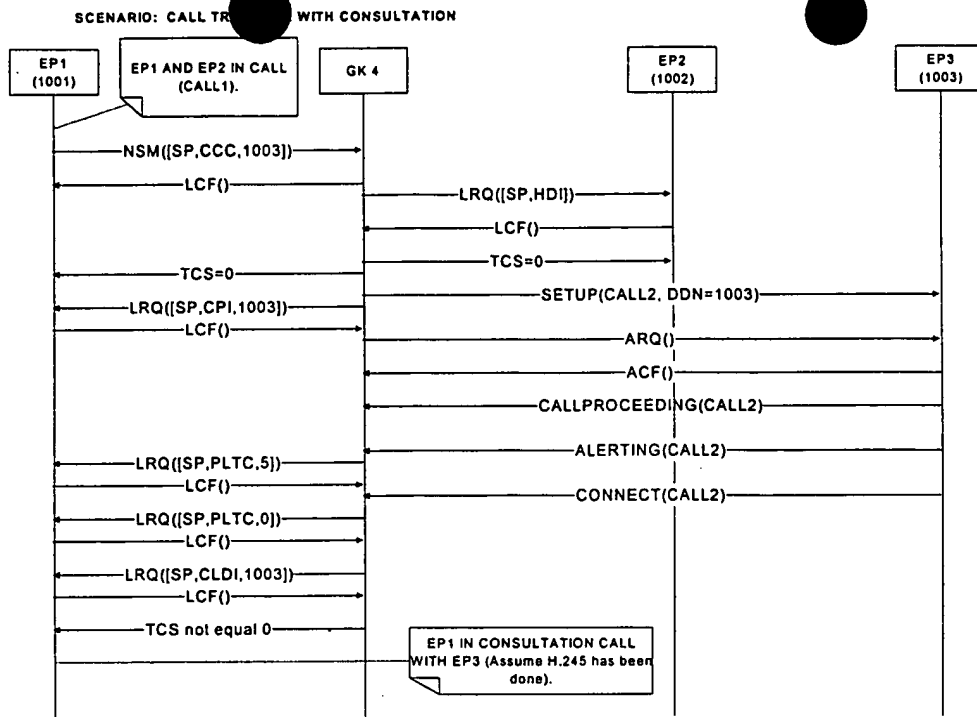 SCENARIO: CALL TR WITH CONSULTATION
EP1
(1001)
EP1 AND EP2 IN CALL
(CALL1).
GK 4
EP2
(1002)
EP3
(1003)
NSM([SP,CCC,1003])
LCF()
LRQ([SP,HDI])
LCF()
TCS=0
TCS=0
SETUP(CALL2, DDN=1003)
LRQ([SP,CPI,1003])
LCF()
ARQ()
ACF()
CALLPROCEEDING(CALL2)
ALERTING(CALL2)
LRQ([SP,PLTC,5])
LCF()
CONNECT(CALL2)
LRQ([SP,PLTC,0])
LCF()
LRQ([SP,CLDI,1003])
LCF()
TCS not equal 0
EP1 IN CONSULTATION CALL
WITH EP3 (Assume H.245 has been
done).